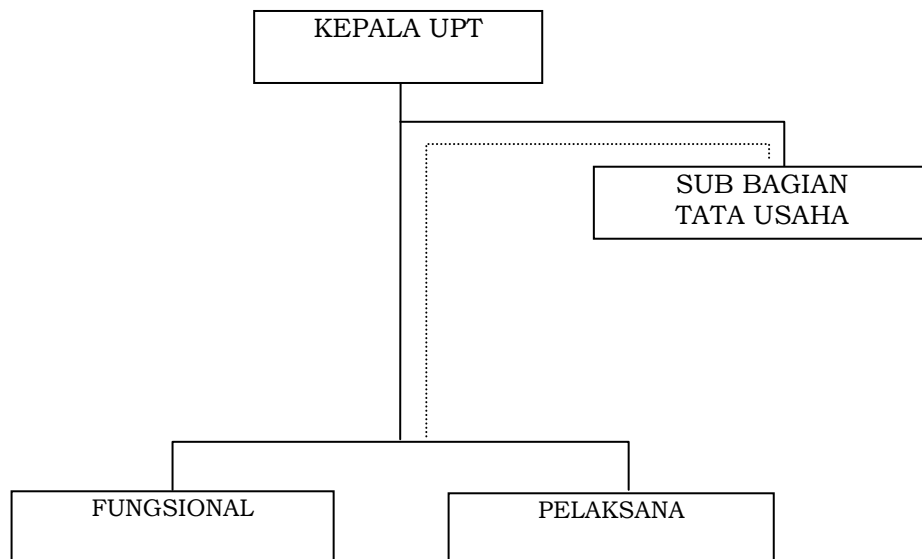 KEPALA UPT
SUB BAGIAN
TATA USAHA
FUNGSIONAL
PELAKSANA